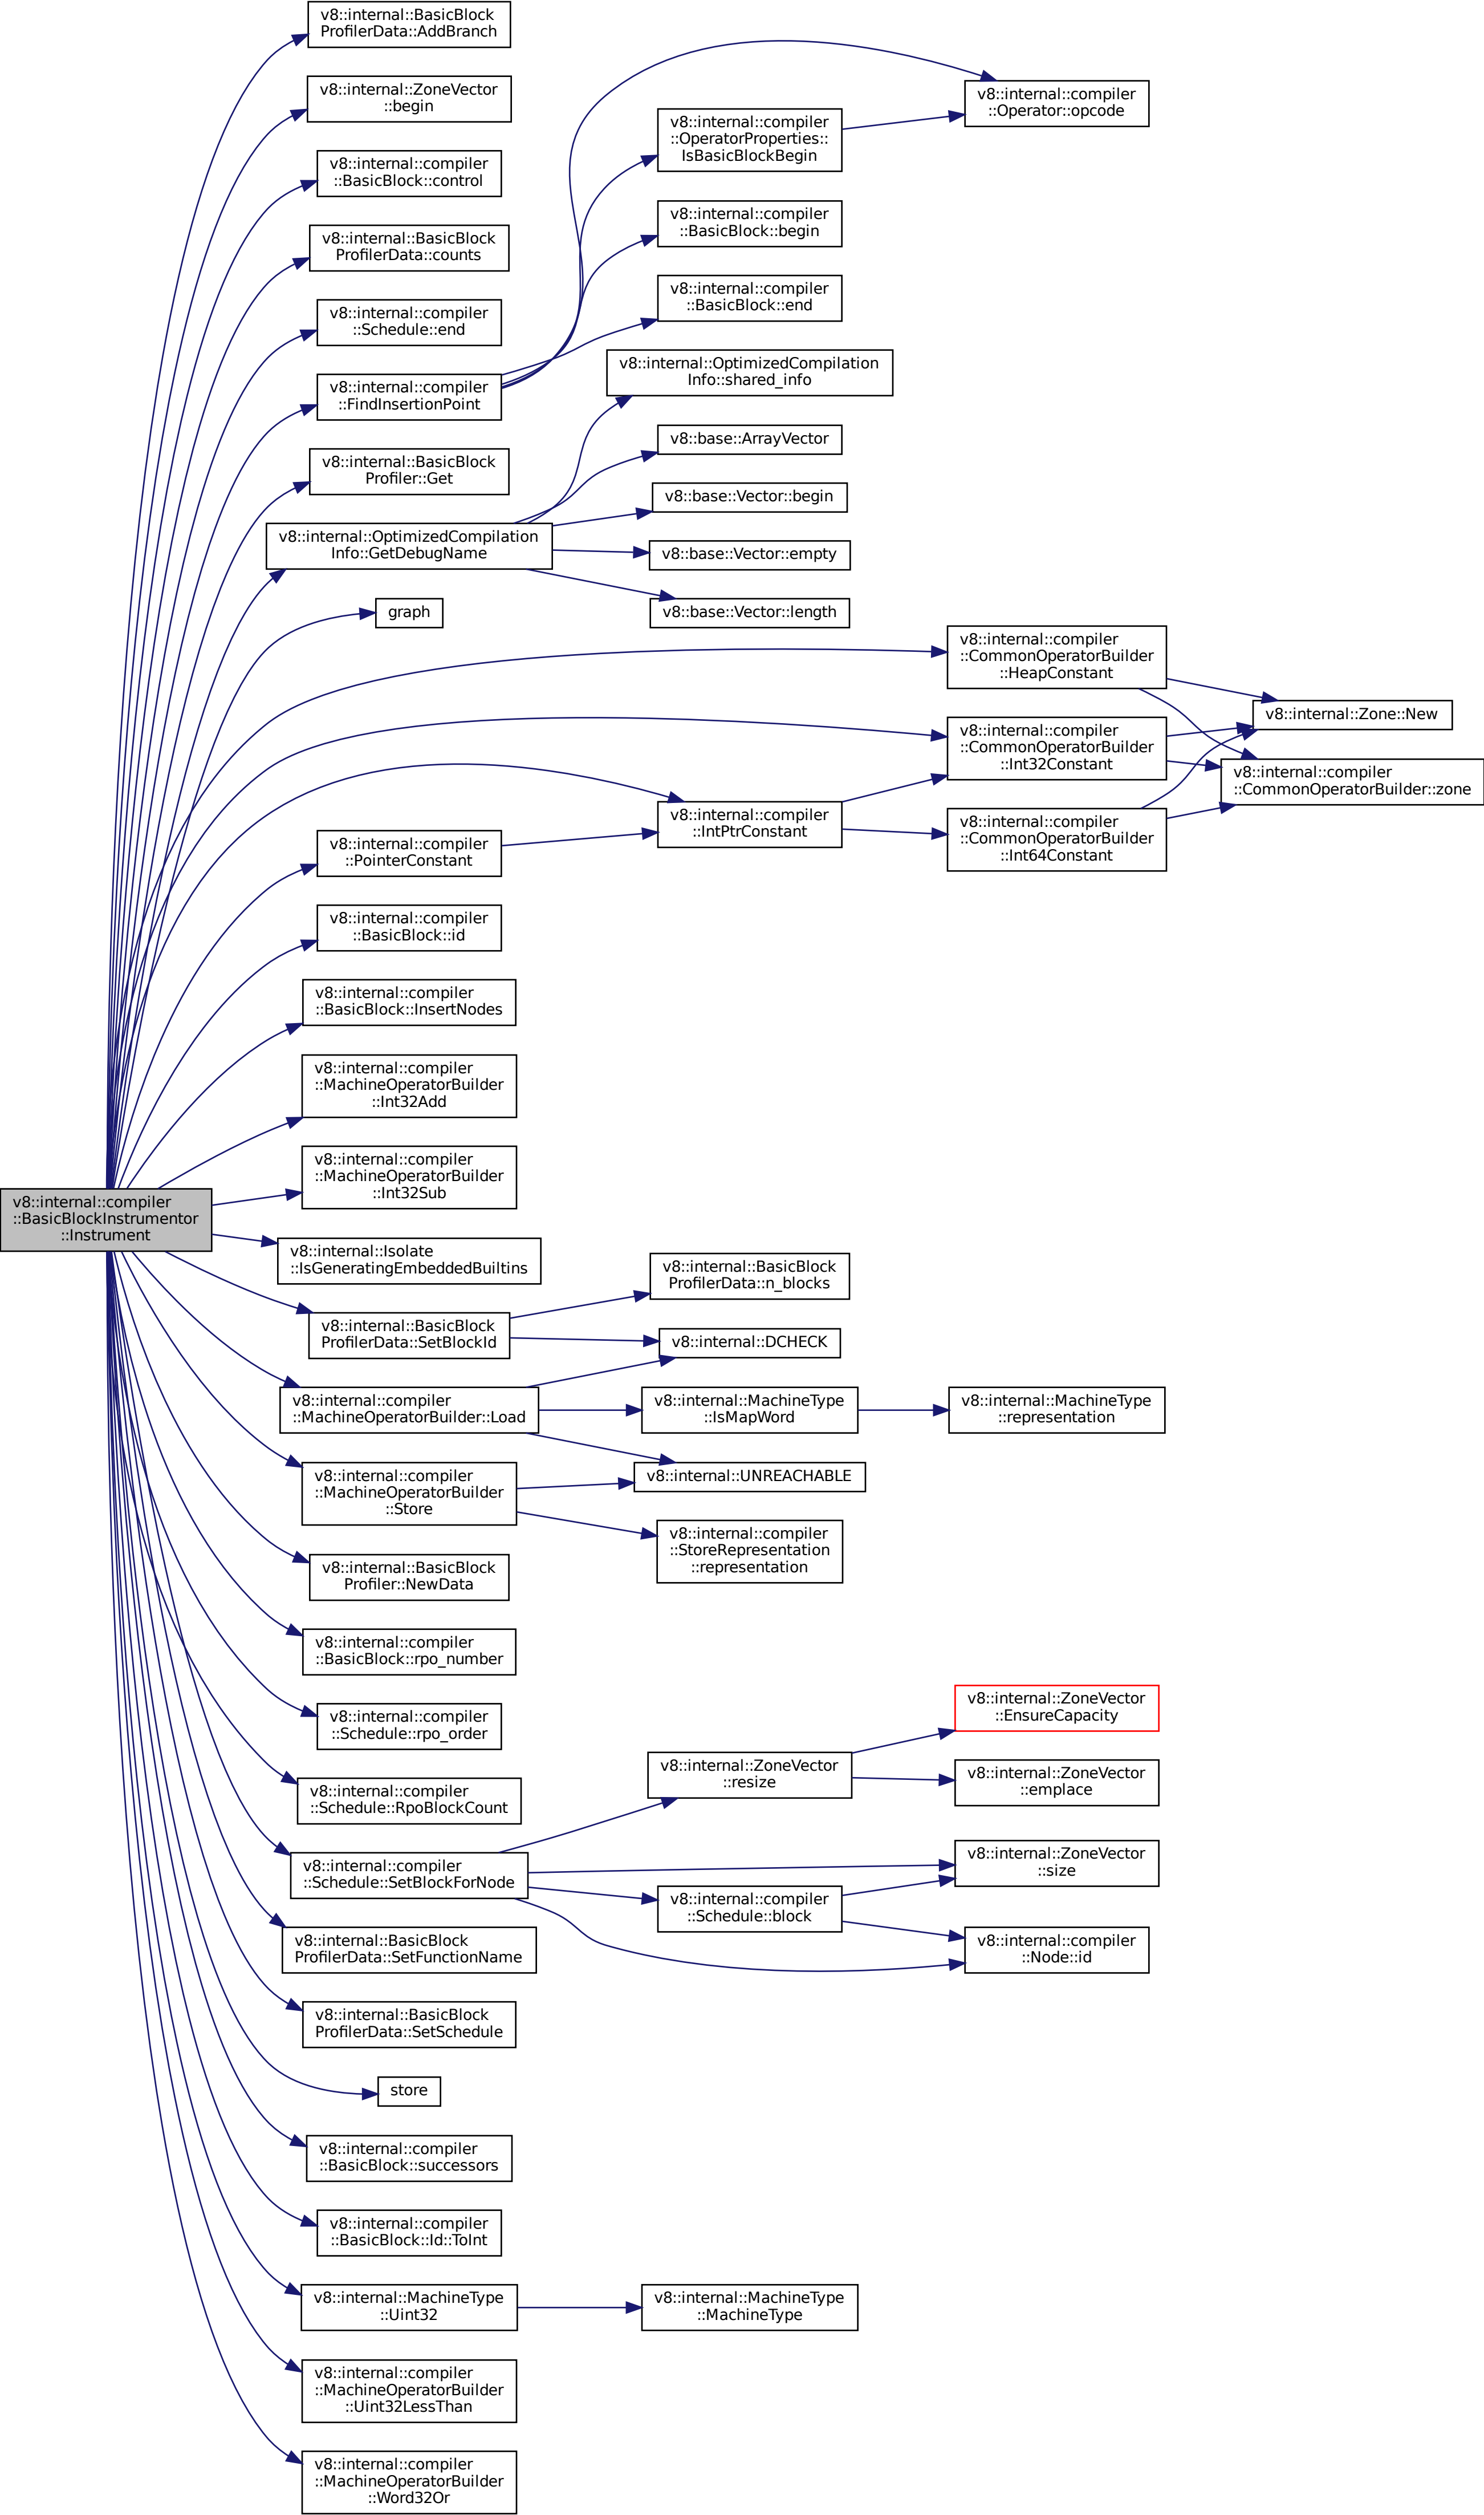 v8::internal::BasicBlock
ProfilerData::AddBranch
v8::internal::ZoneVector
::begin
v8::internal::compiler
::BasicBlock::control
v8::internal::BasicBlock
ProfilerData::counts
v8::internal::compiler
::Schedule::end
v8::internal::compiler
::FindInsertionPoint
v8::internal::BasicBlock
Profiler::Get
v8::internal::OptimizedCompilation
Info::GetDebugName
graph
v8::internal::compiler
::PointerConstant
v8::internal::compiler
::BasicBlock::id
v8::internal::compiler
::BasicBlock::InsertNodes
v8::internal::compiler
::MachineOperatorBuilder
::Int32Add
v8::internal::compiler
::MachineOperatorBuilder
::Int32Sub
v8::internal::compiler
::BasicBlockInstrumentor
::Instrument
v8::internal::Isolate
::IsGeneratingEmbeddedBuiltins
v8::internal::BasicBlock
ProfilerData::SetBlockId
v8::internal::compiler
::MachineOperatorBuilder::Load
v8::internal::compiler
::MachineOperatorBuilder
::Store
v8::internal::BasicBlock
Profiler::NewData
v8::internal::compiler
::BasicBlock::rpo_number
v8::internal::compiler
::Schedule::rpo_order
v8::internal::compiler
::Schedule::RpoBlockCount
v8::internal::compiler
::Schedule::SetBlockForNode
v8::internal::BasicBlock
ProfilerData::SetFunctionName
v8::internal::BasicBlock
ProfilerData::SetSchedule
store
v8::internal::compiler
::BasicBlock::successors
v8::internal::compiler
::BasicBlock::Id::ToInt
v8::internal::MachineType
::Uint32
v8::internal::compiler
::MachineOperatorBuilder
::Uint32LessThan
v8::internal::compiler
::MachineOperatorBuilder
::Word32Or
v8::internal::compiler
::OperatorProperties::
IsBasicBlockBegin
v8::internal::compiler
::BasicBlock::begin
v8::internal::compiler
::BasicBlock::end
v8::internal::OptimizedCompilation
Info::shared_info
v8::base::ArrayVector
v8::base::Vector::begin
v8::base::Vector::empty
v8::base::Vector::length
v8::internal::compiler
::IntPtrConstant
v8::internal::BasicBlock
ProfilerData::n_blocks
v8::internal::DCHECK
v8::internal::MachineType
::IsMapWord
v8::internal::UNREACHABLE
v8::internal::compiler
::StoreRepresentation
::representation
v8::internal::ZoneVector
::resize
v8::internal::compiler
::Schedule::block
v8::internal::MachineType
::MachineType
v8::internal::compiler
::Operator::opcode
v8::internal::compiler
::CommonOperatorBuilder
::HeapConstant
v8::internal::compiler
::CommonOperatorBuilder
::Int32Constant
v8::internal::compiler
::CommonOperatorBuilder
::Int64Constant
v8::internal::MachineType
::representation
v8::internal::ZoneVector
::EnsureCapacity
v8::internal::ZoneVector
::emplace
v8::internal::ZoneVector
::size
v8::internal::compiler
::Node::id
v8::internal::Zone::New
v8::internal::compiler
::CommonOperatorBuilder::zone